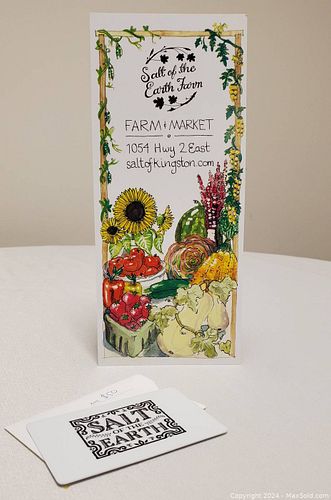 Salt of the
Earth Farm
FARM + MARKET
1054 Hwy 2 East
saltofkingston.com
$50
SALT
OF THE
EARTH
Copyright 2024 - MaxSold.com